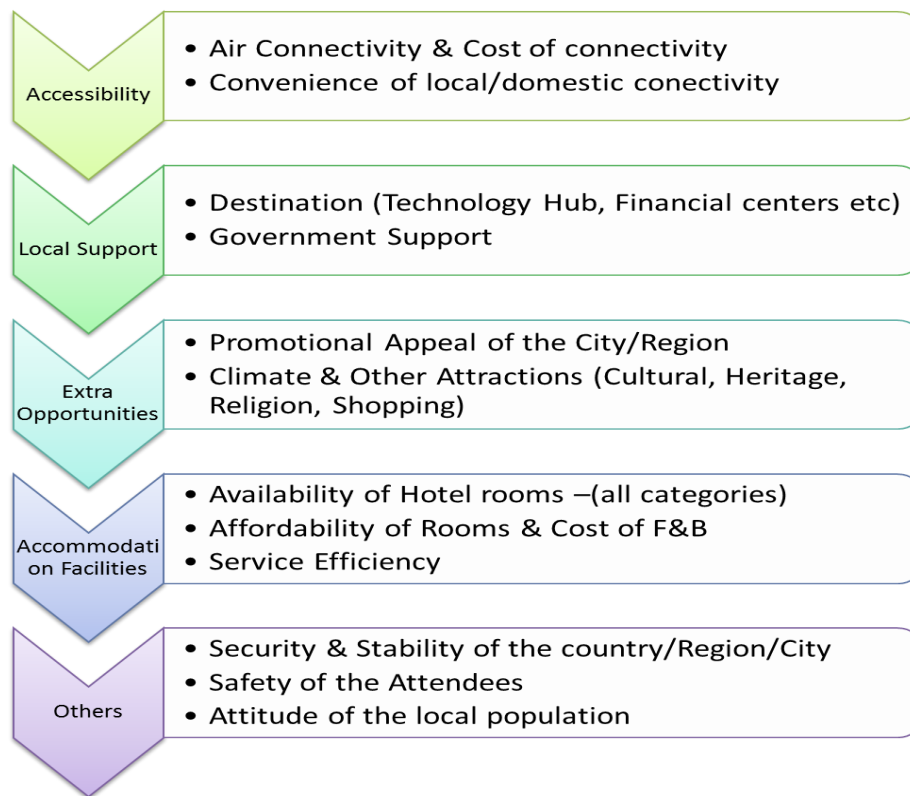 Accessibility
• Air Connectivity & Cost of connectivity
• Convenience of local/domestic conectivity
Local Support
• Destination (Technology Hub, Financial centers etc)
• Government Support
Extra
Opportunities
• Promotional Appeal of the City/Region
• Climate & Other Attractions (Cultural, Heritage,
Religion, Shopping)
Accommodati
on Facilities
• Availability of Hotel rooms –(all categories)
• Affordability of Rooms & Cost of F&B
• Service Efficiency
Others
• Security & Stability of the country/Region/City
• Safety of the Attendees
• Attitude of the local population